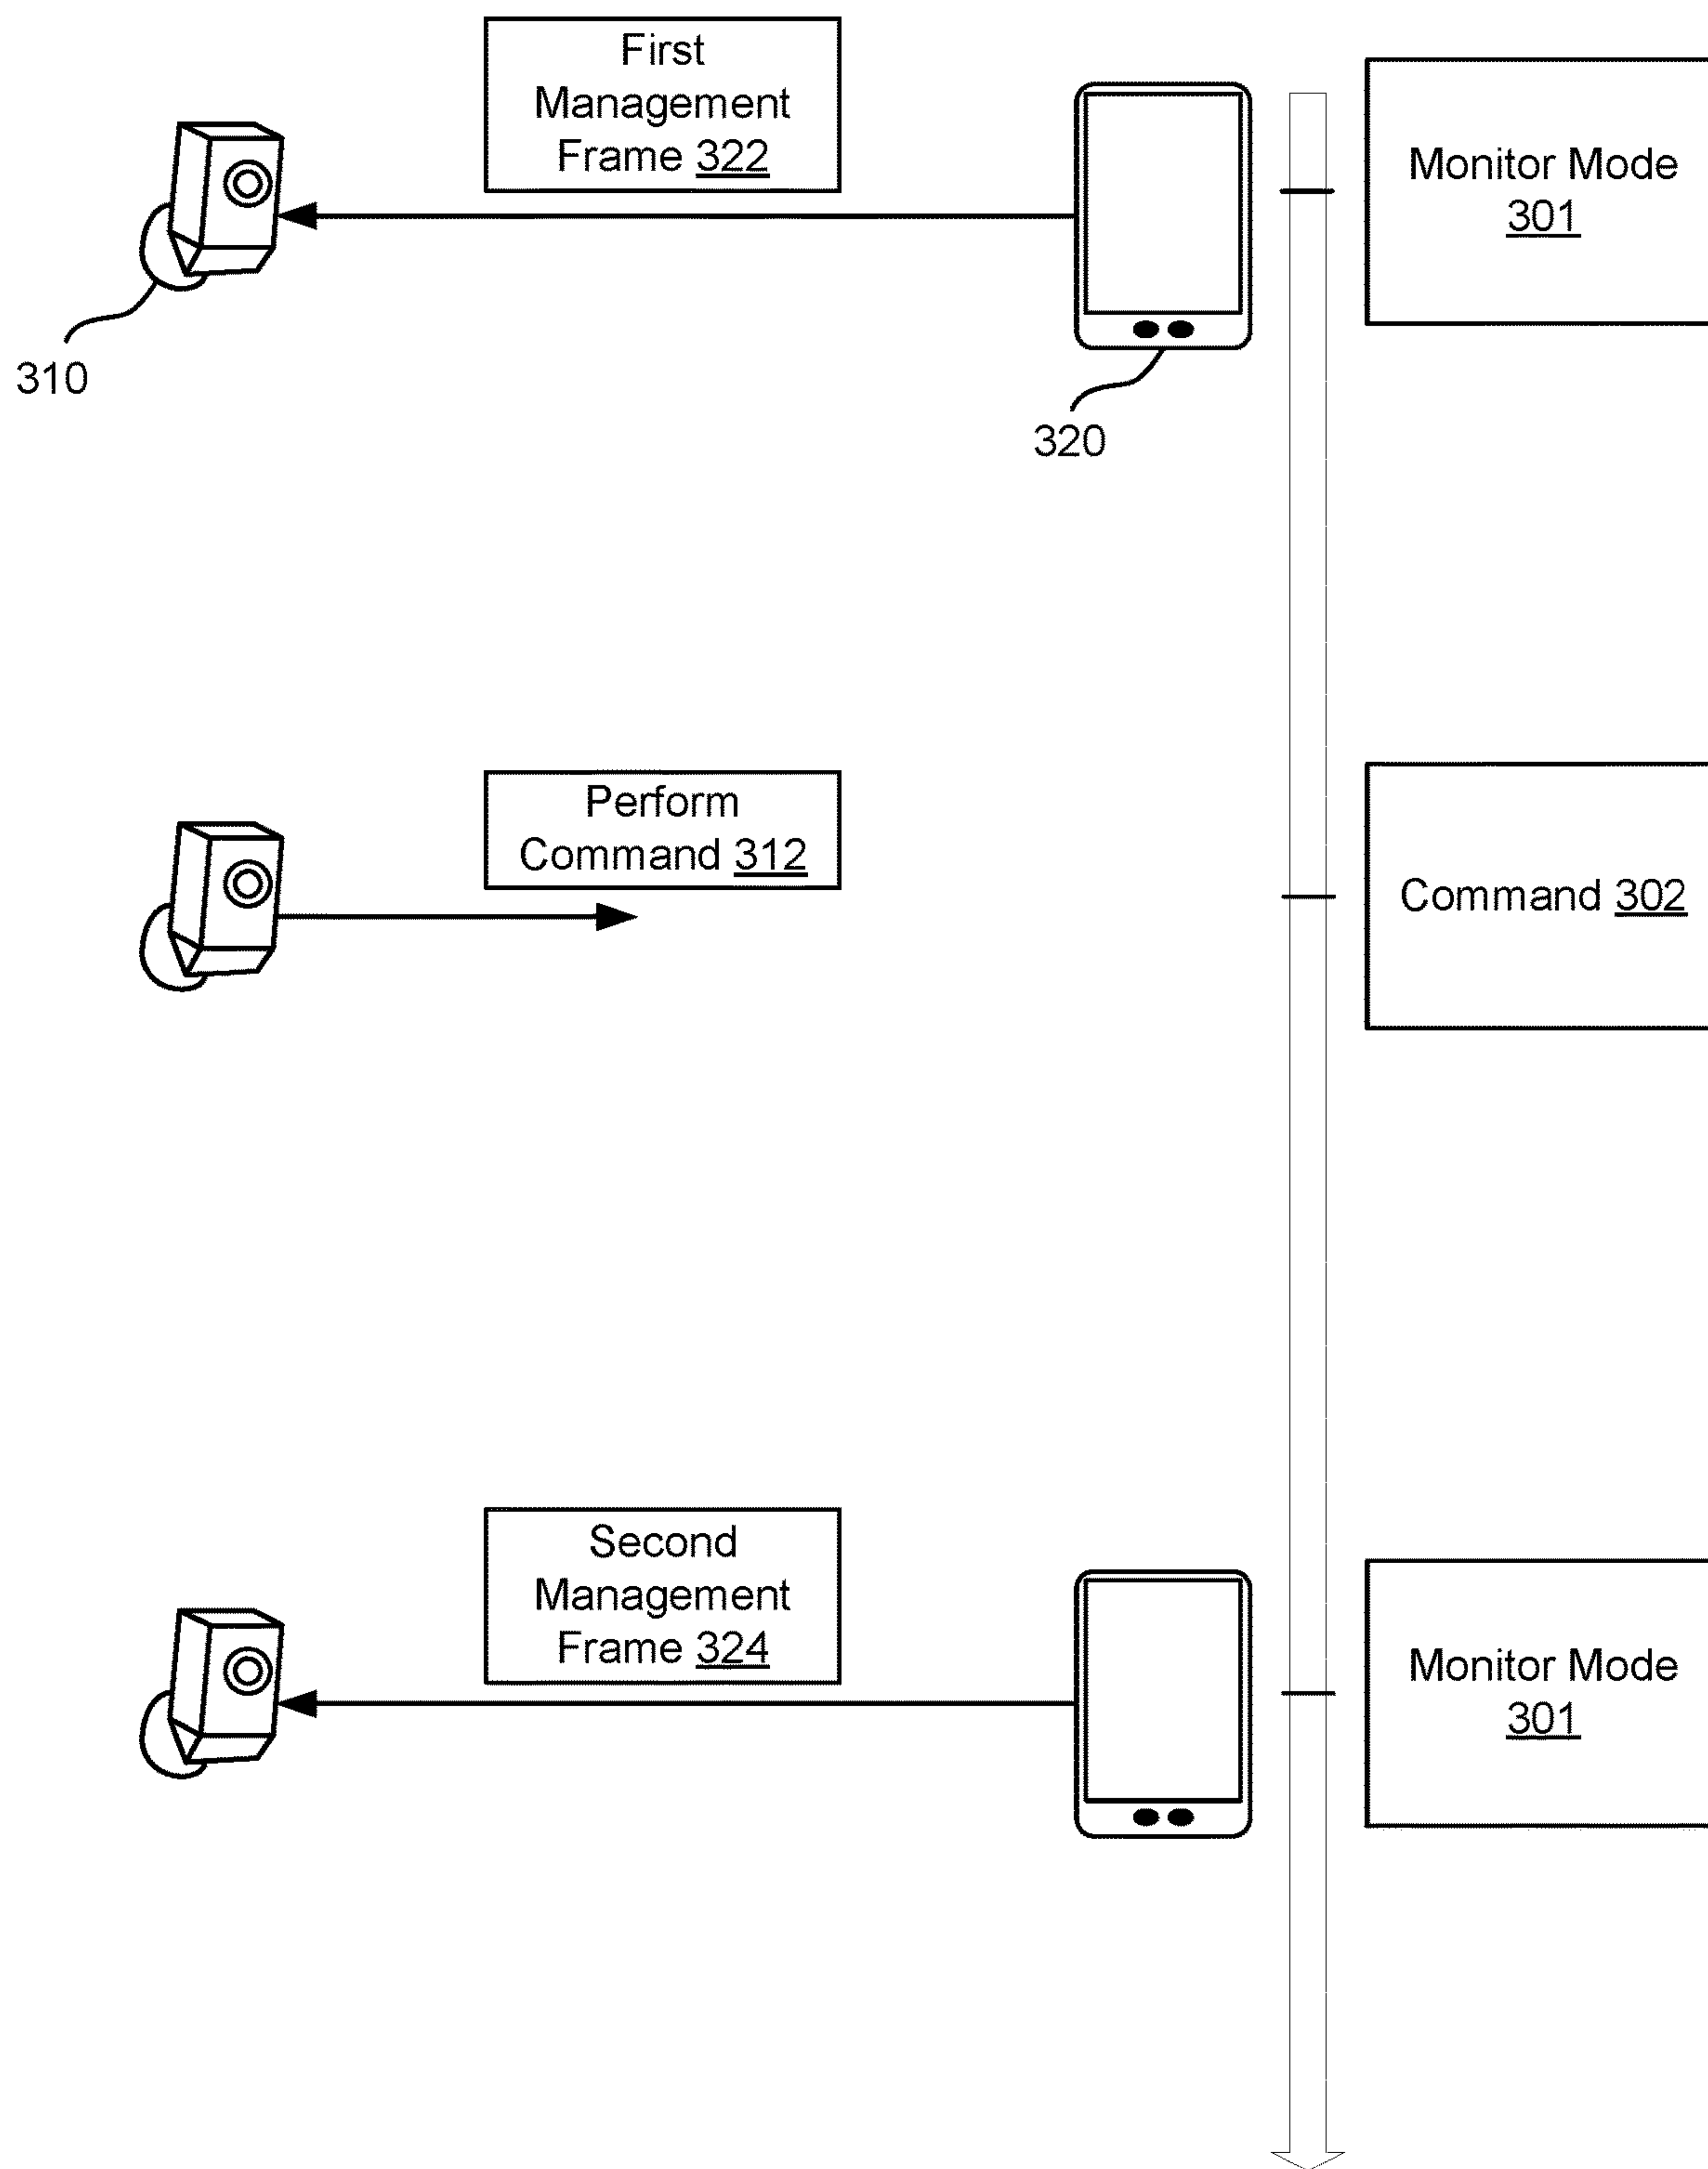 First
Management
Frame 322
Monitor Mode
301
310
320
Perform
Command 312
Command 302
Second
Management
Frame 324
Monitor Mode
301